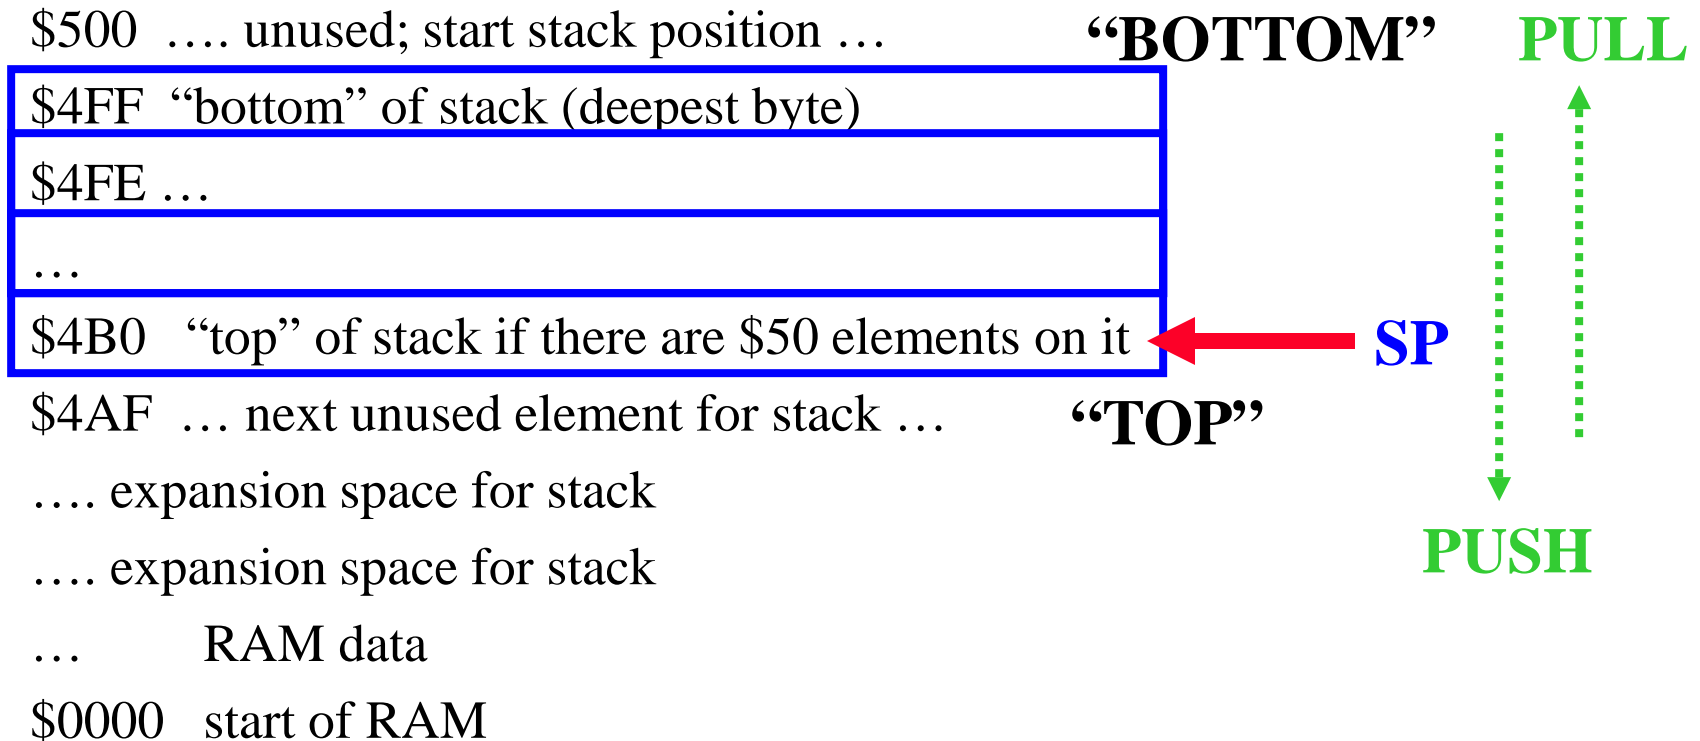 $500 …. unused; start stack position … “BOTTOM” PULL
$4FF “bottom” of stack (deepest byte)
$4FE …
…
$4B0 “top” of stack if there are $50 elements on it SP
$4AF … next unused element for stack … “TOP”
…. expansion space for stack
PUSH
…. expansion space for stack
… RAM data
$0000 start of RAM